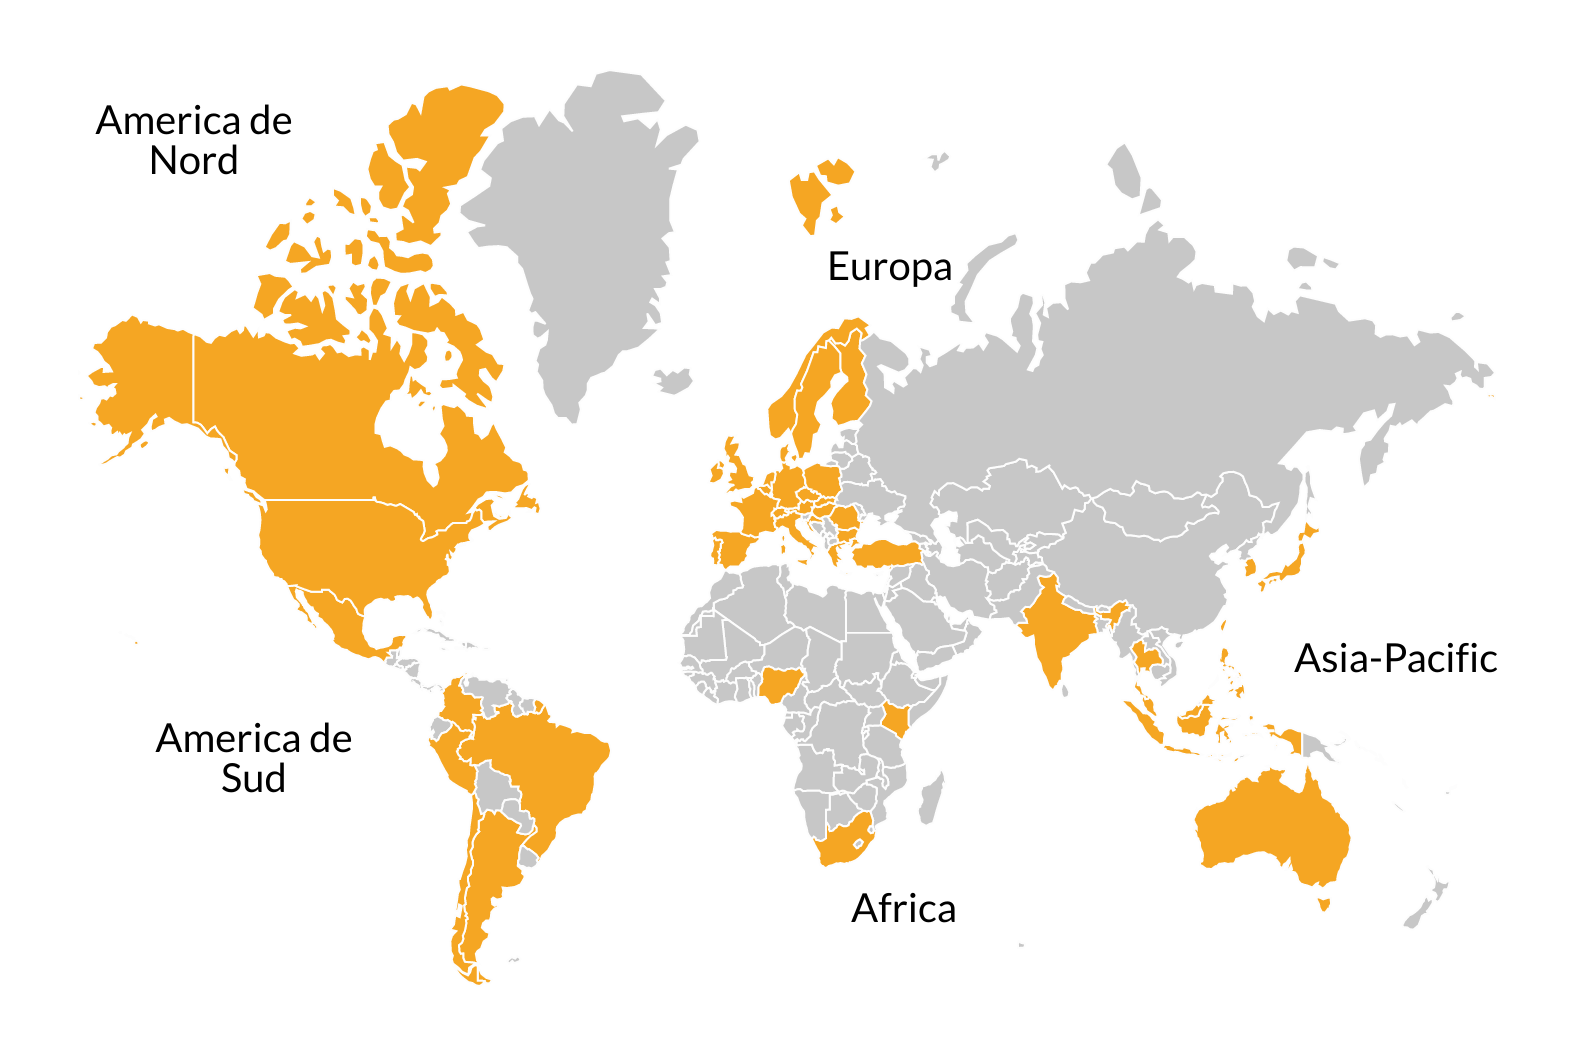 America de
Nord
Europa
Asia-Pacific
America de
Sud
Africa